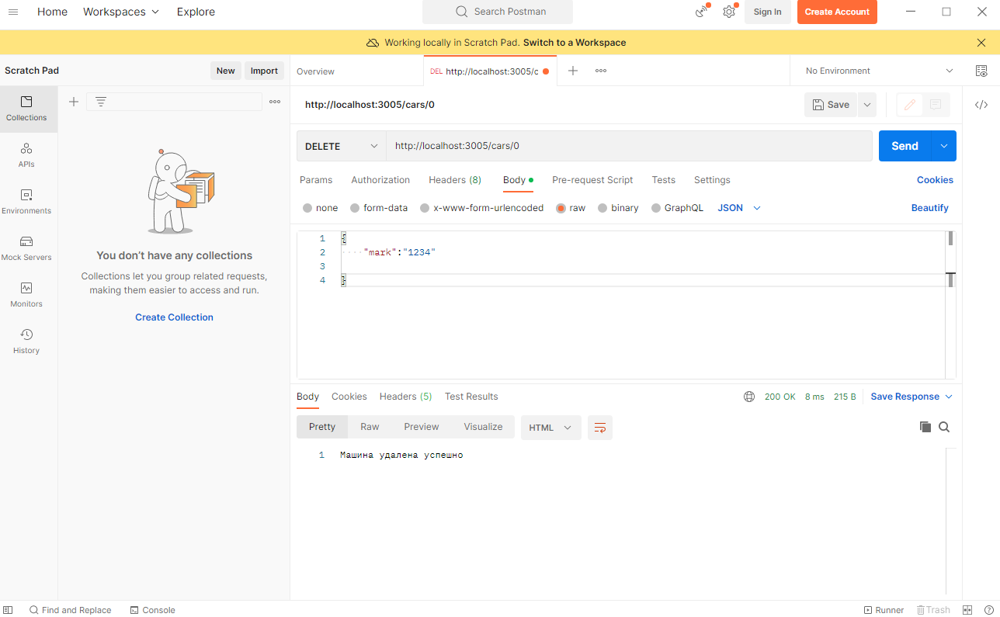 Home Workspaces Explore Search Postman Sign In Create Account
Working locally in Scratch Pad. Switch to a Workspace
Scratch Pad New Import Overview DEL http://localhost:3005/c No Environment
Collections
APIs
Environments
Mock Servers
Monitors
History
You don't have any collections
Collections let you group related requests,
making them easier to access and run.
Create Collection
http://localhost:3005/cars/0 Save
DELETE http://localhost:3005/cars/0 Send
Params Authorization Headers (8) Body Pre-request Script Tests Settings Cookies
none form-data x-www-form-urlencoded raw binary GraphQL JSON Beautify
1 {
2 "mark":"1234"
3
4 }
Body Cookies Headers (5) Test Results 200 OK 8 ms 215 B Save Response
Pretty Raw Preview Visualize HTML
1 Машина удалена успешно
Find and Replace Console Runner Trash